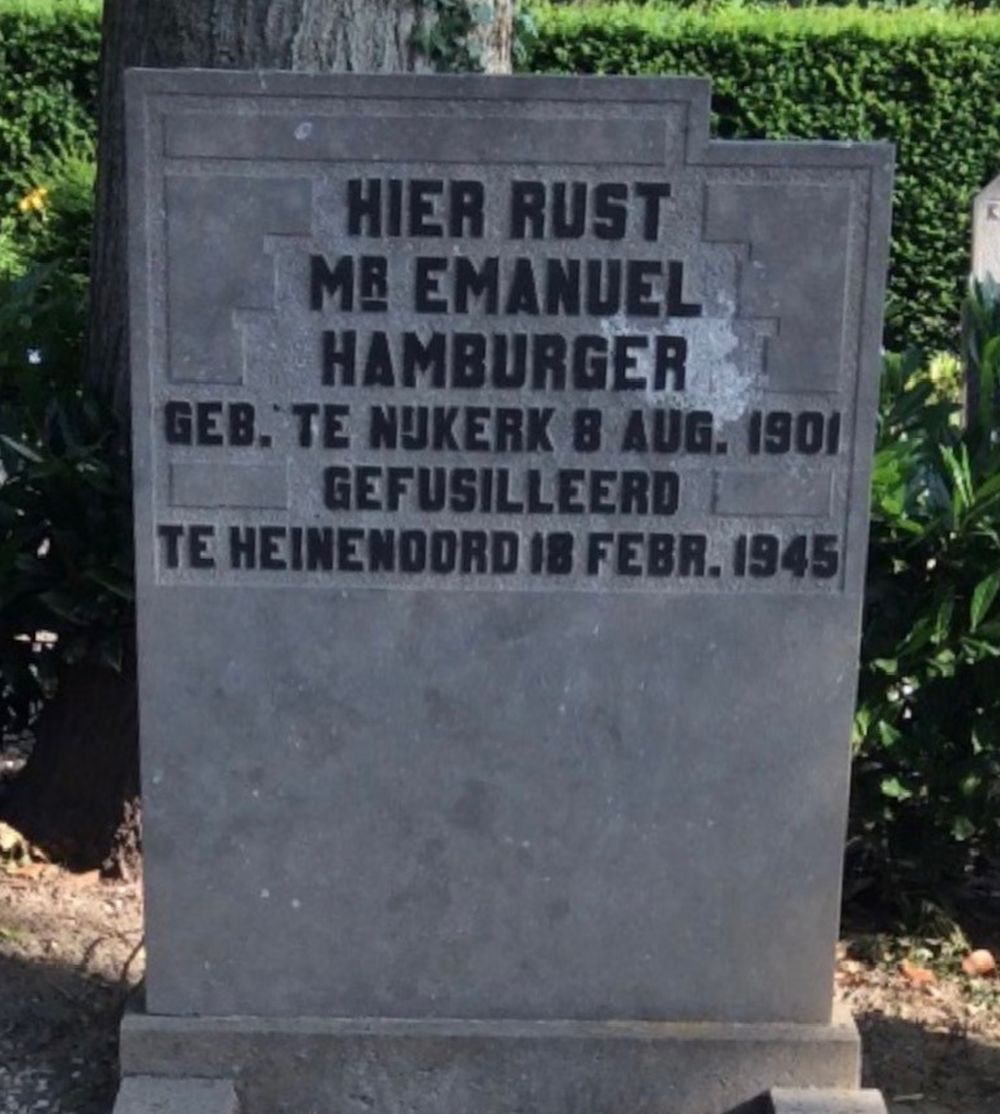 HIER RUST
MR EMANUEL
HAMBURGER
GEB. TE NIJKERK 8 AUG. 1901
GEFUSILLEERD
TE HEINENOORD 18 FEBR. 1945